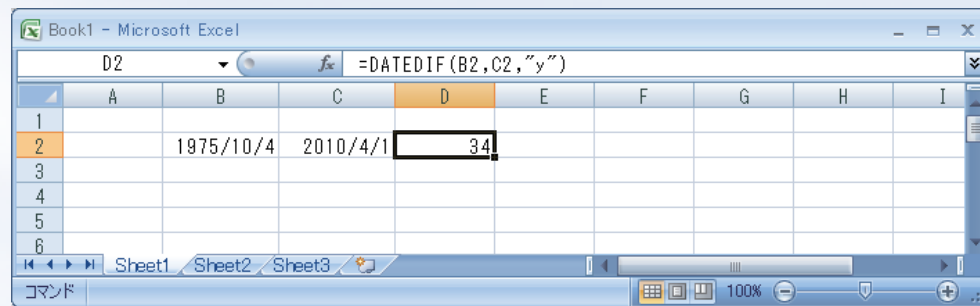 Book1 - Microsoft Excel
D2 fx =DATEDIF(B2,C2,"y")
A B C D E F G H I
1
2 1975/10/4 2010/4/1 34
3
4
5
6
Sheet1 Sheet2 Sheet3
コマンド 100%